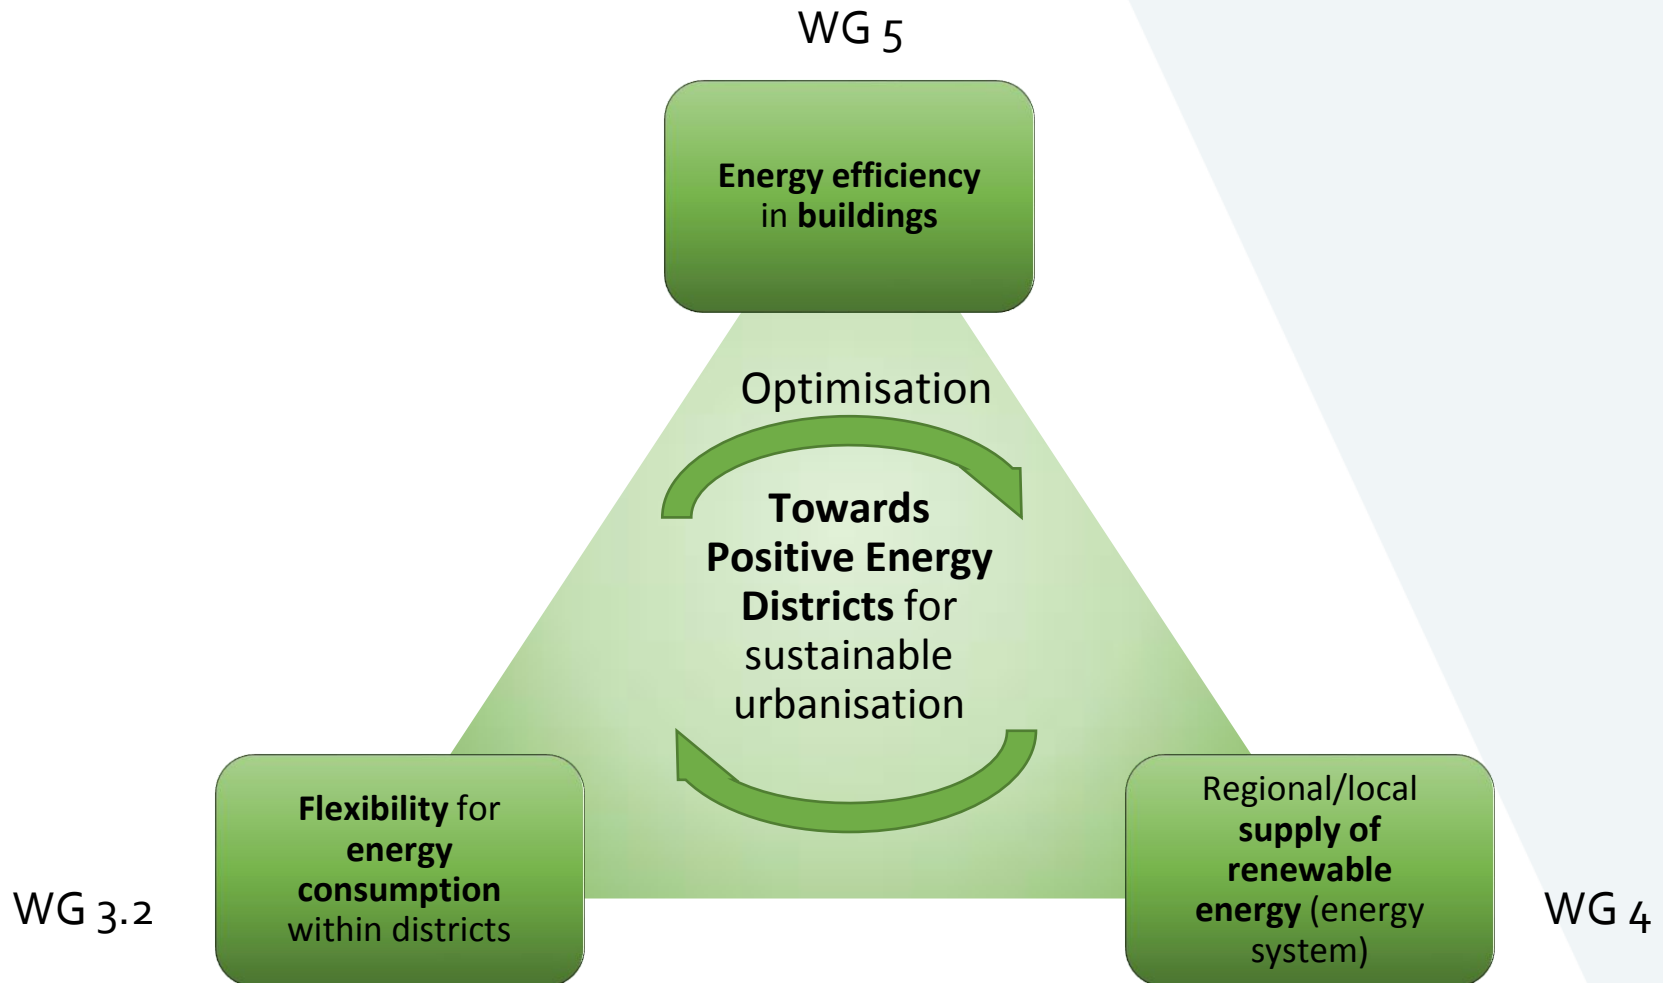 WG 5
Energy efficiency
in buildings
Optimisation
Towards
Positive Energy
Districts for
sustainable
urbanisation
WG 3.2
Flexibility for
energy
consumption
within districts
Regional/local
supply of
renewable
energy (energy
system)
WG 4